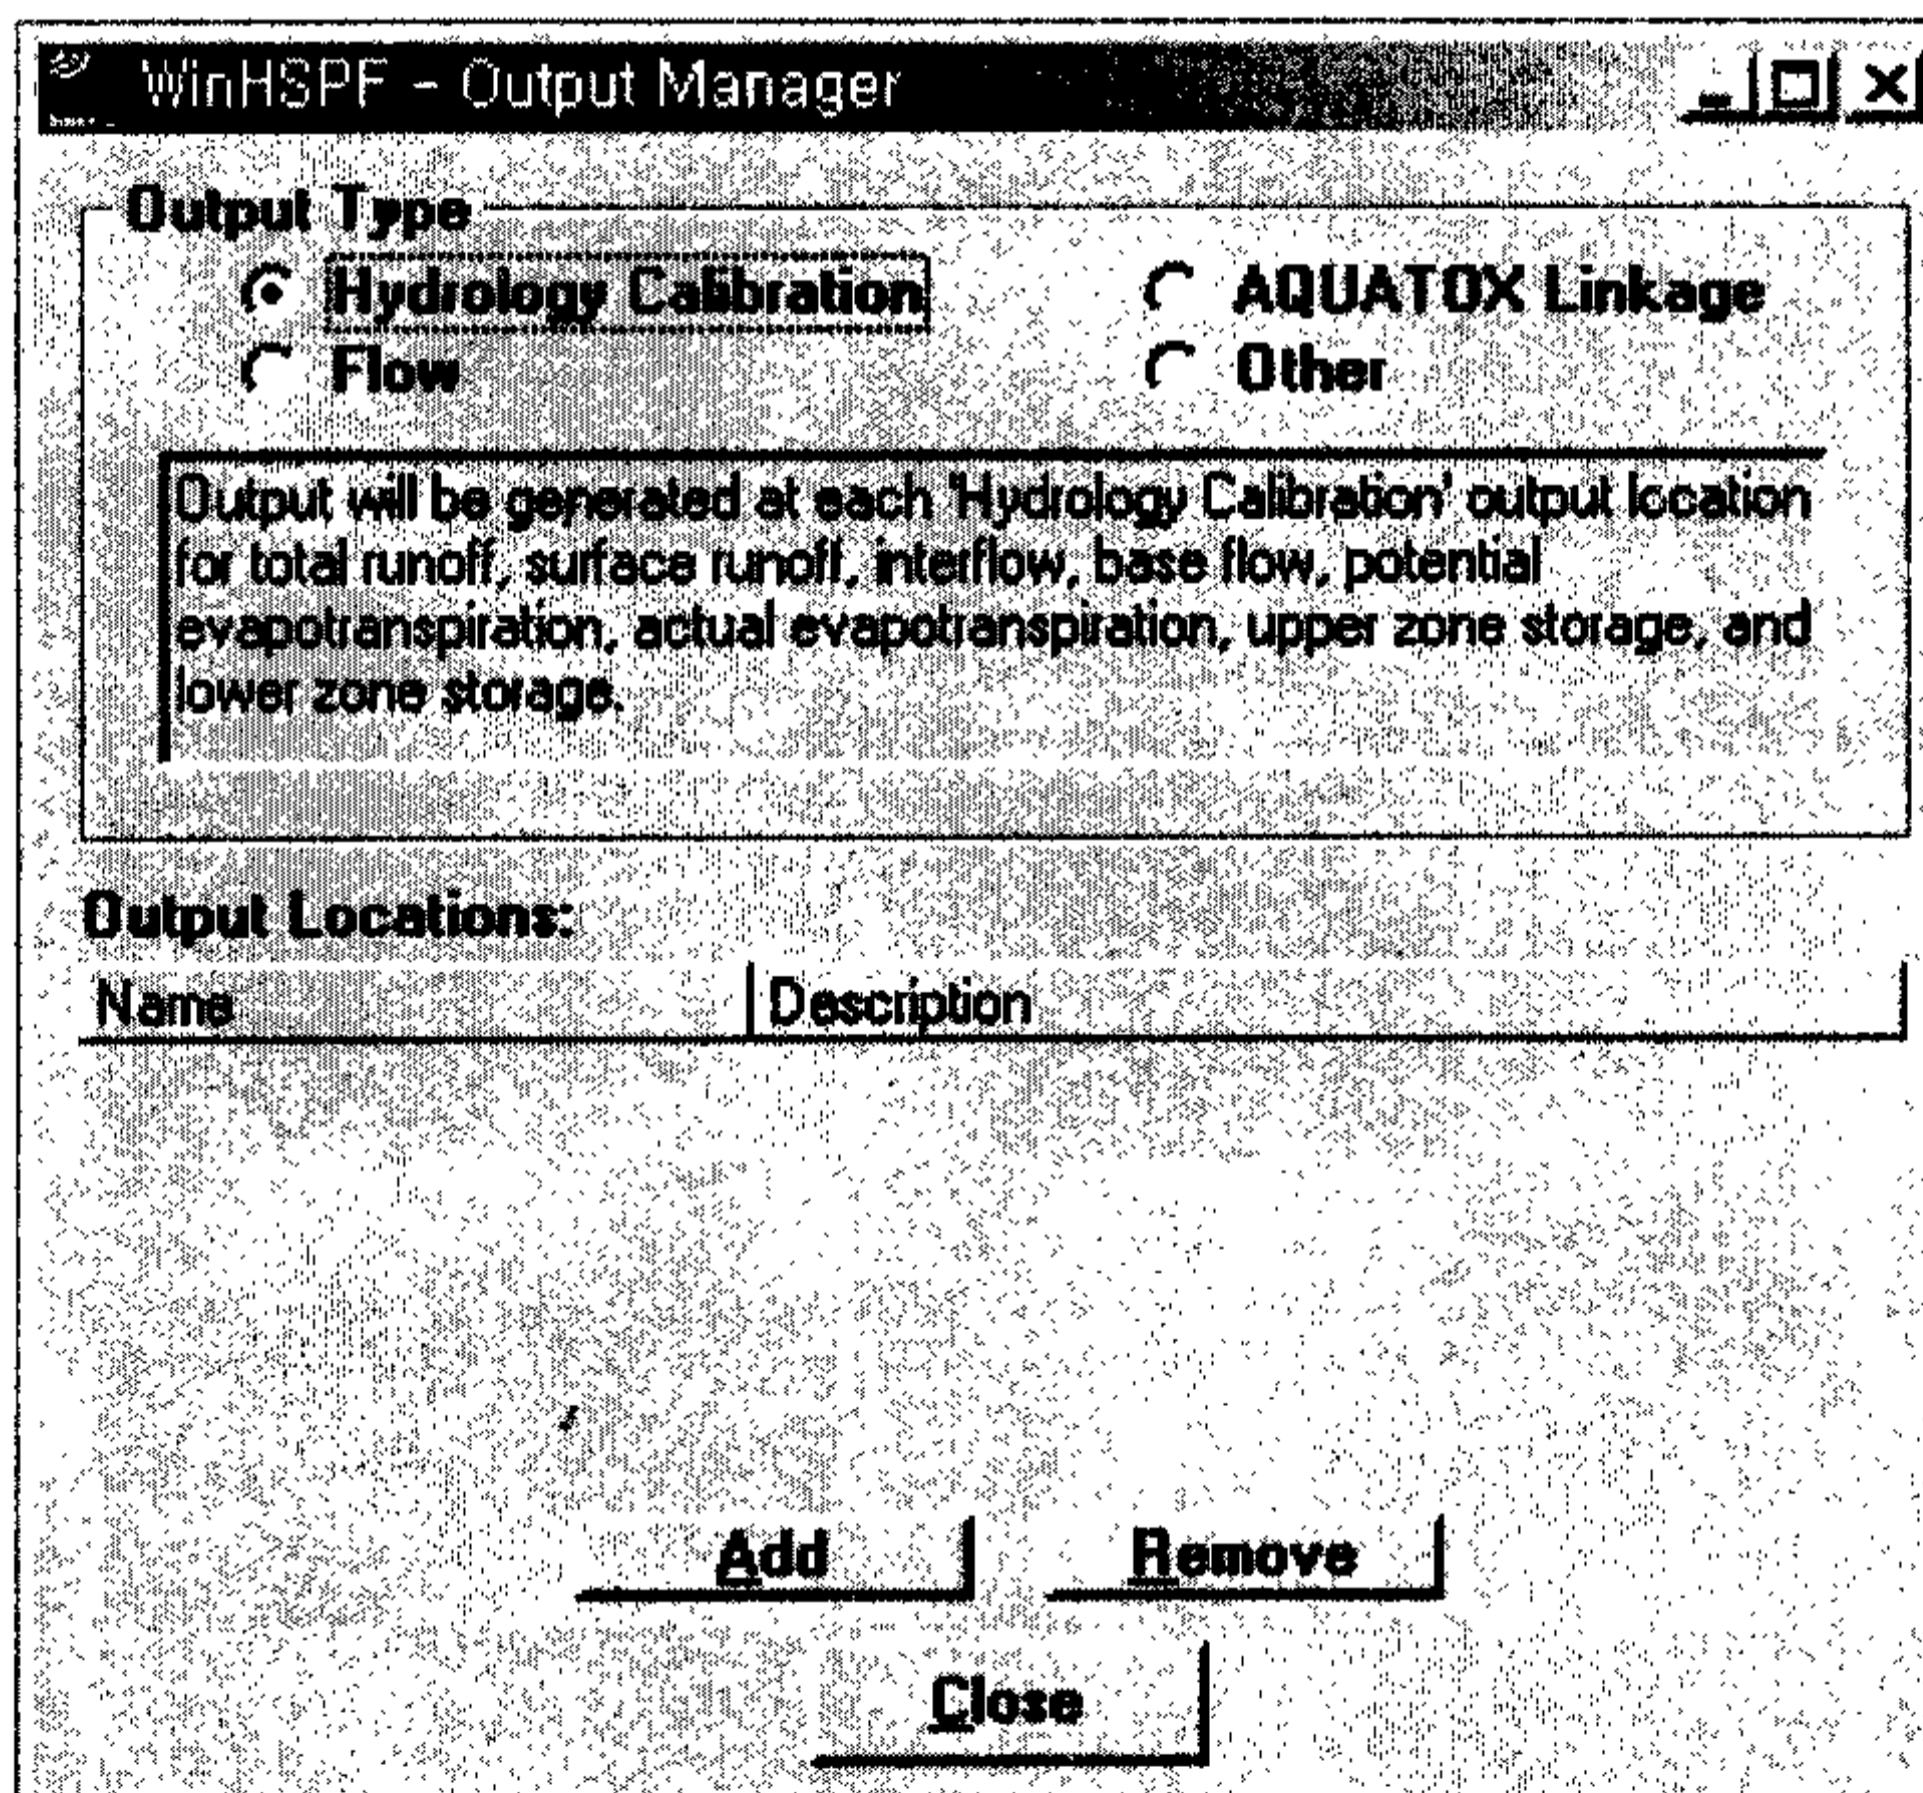 WinHSPF - Output Manager
Output Type
Hydrology Calibration
AQUATOX Linkage
Flow
Other
Output will be generated at each 'Hydrology Calibration' output location
for total runoff, surface runoff, interflow, base flow, potential
evapotranspiration, actual evapotranspiration, upper zone storage, and
lower zone storage.
Output Locations:
Name
Description
Add
Remove
Close